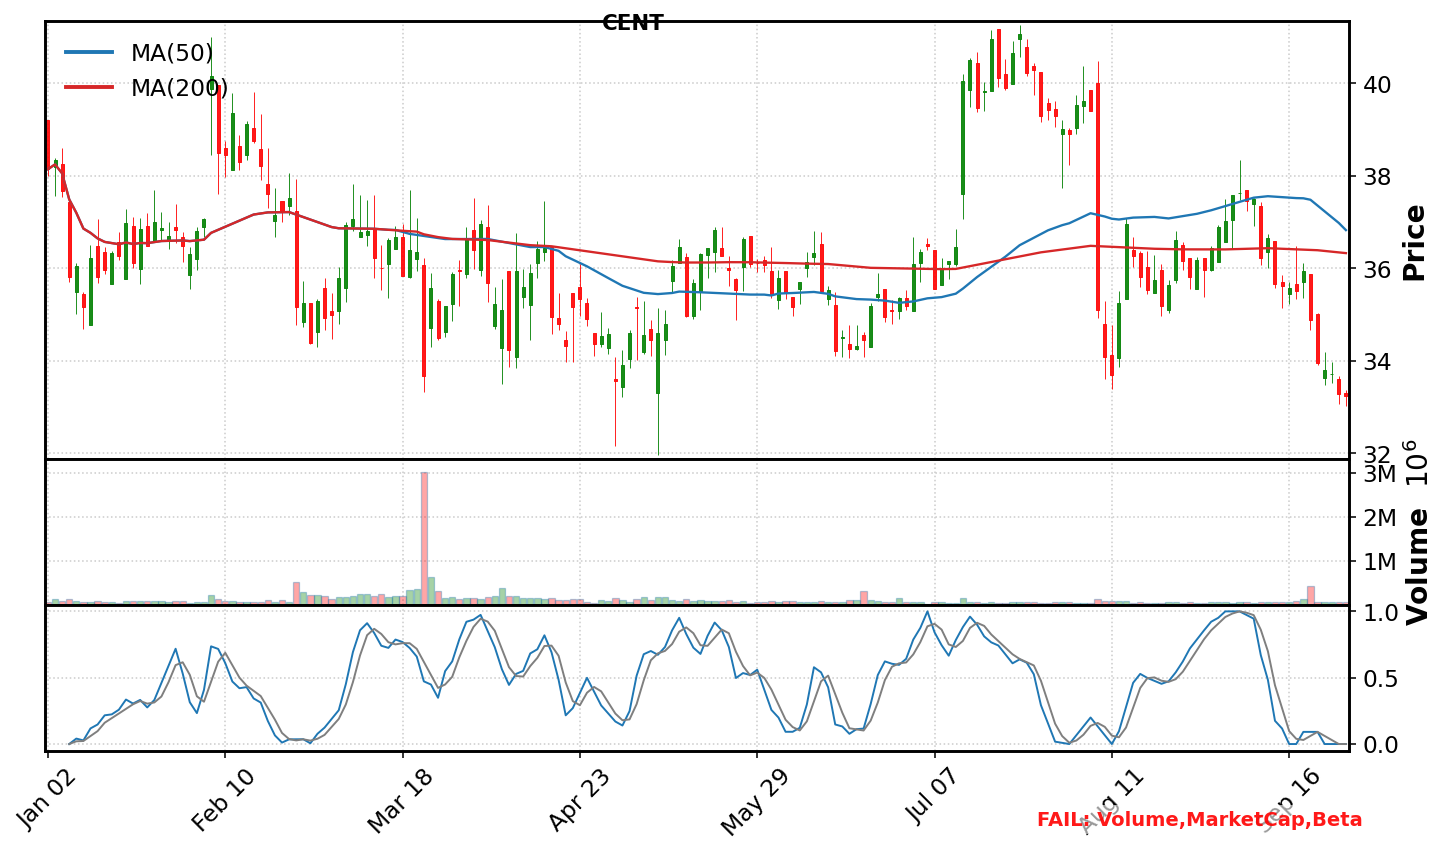 CENT
MA(50)
MA(200)
40
38
36
34
32
Price
3M
2M
1M
Volume 10^6
1.0
0.5
0.0
Jan 02
Feb 10
Mar 18
Apr 23
May 29
Jul 07
Aug 11
Sep 16
FAIL: Volume,MarketCap,Beta